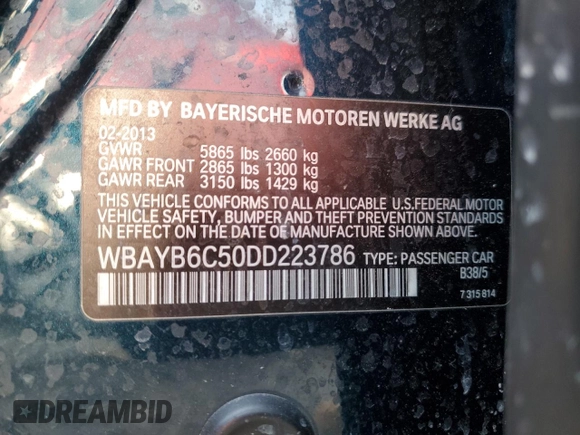 MFD BY BAYERISCHE MOTOREN WERKE AG
02-2013
GVWR 5865 lbs 2660 kg
GAWR FRONT 2865 lbs 1300 kg
GAWR REAR 3150 lbs 1429 kg
THIS VEHICLE CONFORMS TO ALL APPLICABLE U.S.FEDERAL MOTOR
VEHICLE SAFETY, BUMPER AND THEFT PREVENTION STANDARDS
IN EFFECT ON THE DATE OF MANUFACTURE SHOWN ABOVE.
WBAYB6C50DD223786 TYPE: PASSENGER CAR
B38/5
7 315 814
DREAMBID